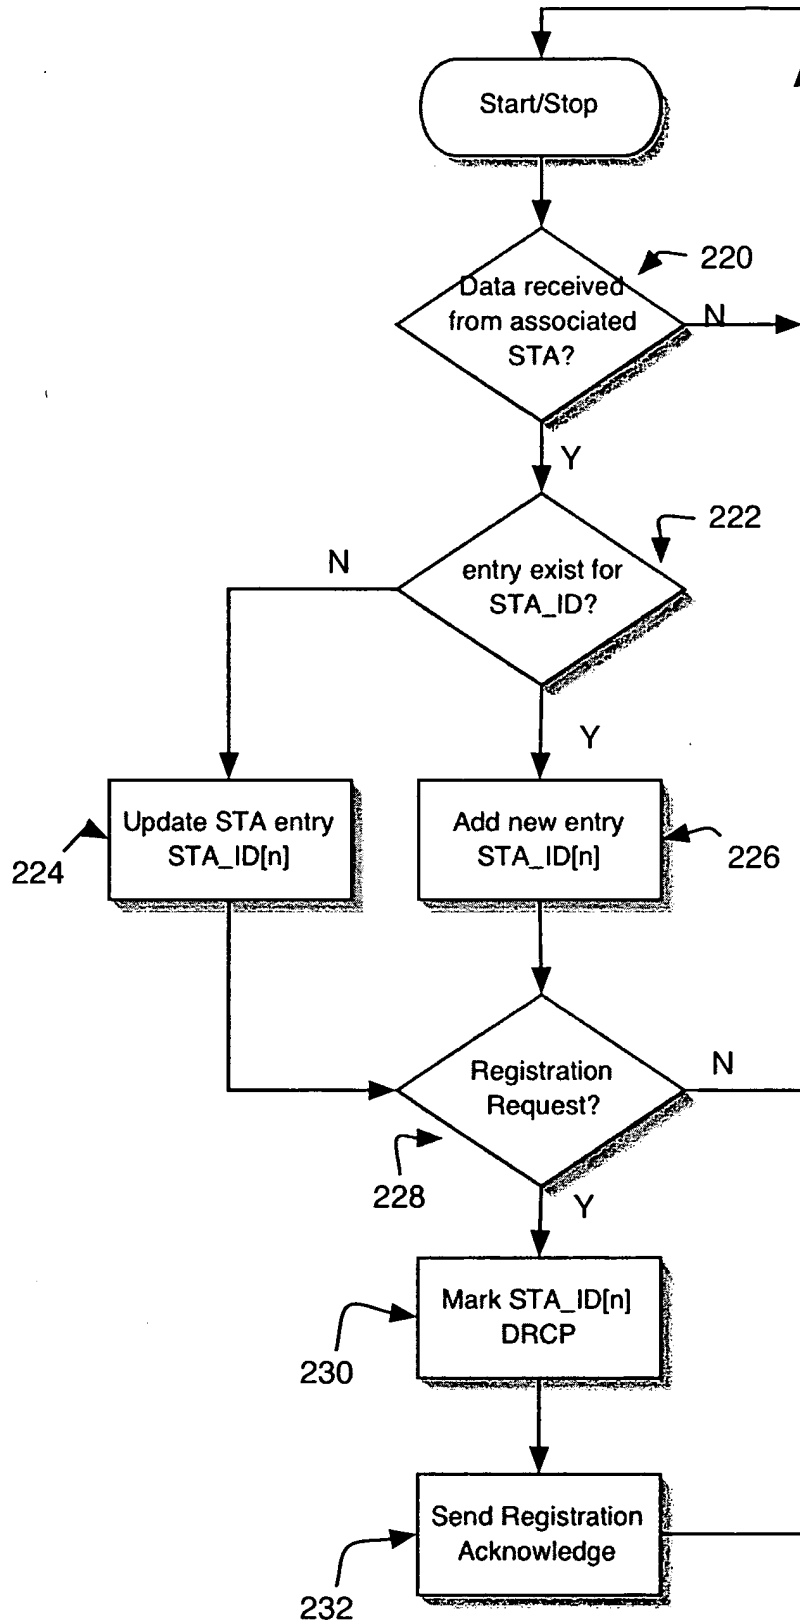 Start/Stop
220
Data received
from associated
STA?
N
Y
222
entry exist for
STA_ID?
N
Y
Update STA entry
STA_ID[n]
224
Add new entry
STA_ID[n]
226
Registration
Request?
N
228
Y
Mark STA_ID[n]
DRCP
230
Send Registration
Acknowledge
232